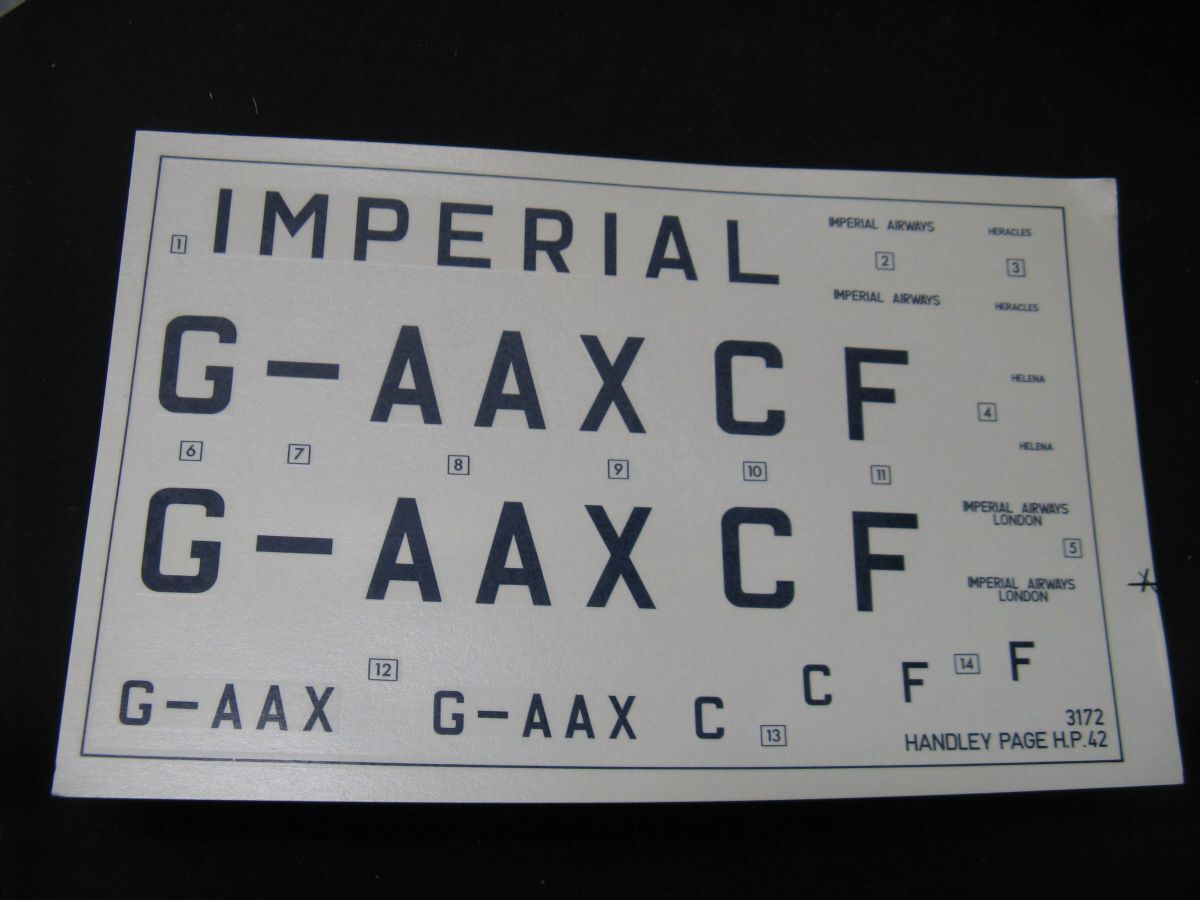 1 IMPERIAL
IMPERIAL AIRWAYS
HERACLES
2
3
IMPERIAL AIRWAYS
HERACLES
G-AAXCF
HELENA
4
HELENA
6 7 8 9 10 11
G-AAXCF
IMPERIAL AIRWAYS
LONDON
5
IMPERIAL AIRWAYS
LONDON
12
G-AAX
G-AAX
C
13
C
F
14
F
3172
HANDLEY PAGE H.P.42